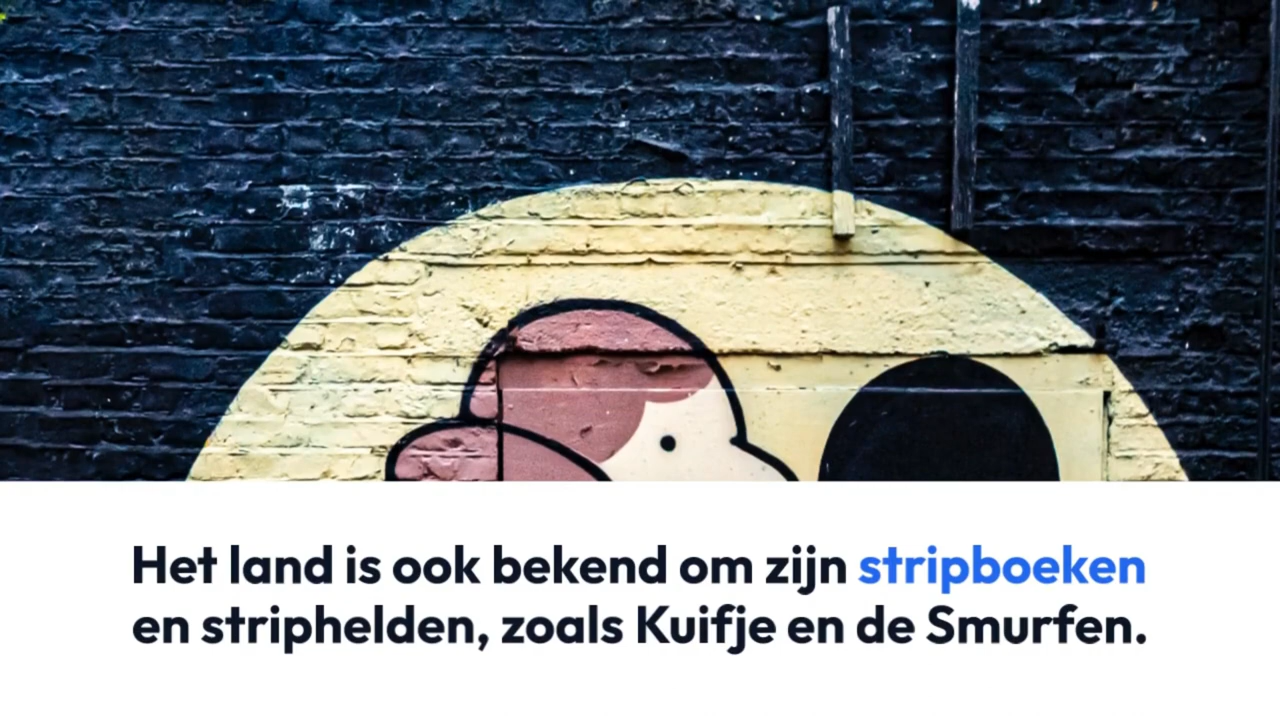 Het land is ook bekend om zijn stripboeken
en striphelden, zoals Kuifje en de Smurfen.